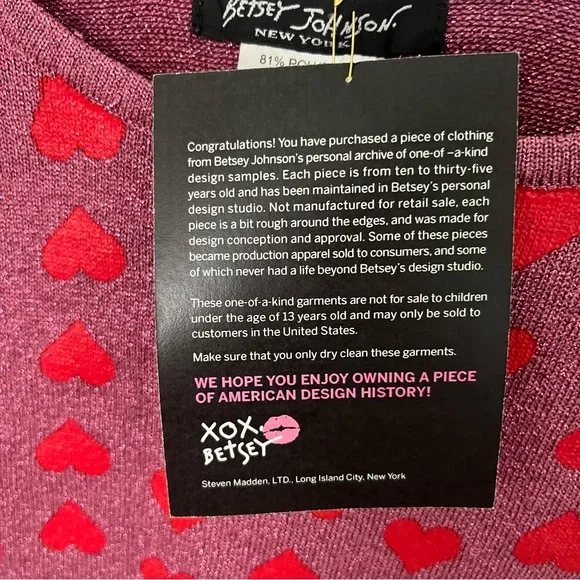 BETSEY JOHNSON.
NEW YORK
81%
Congratulations! You have purchased a piece of clothing
from Betsey Johnson's personal archive of one-of –a-kind
design samples. Each piece is from ten to thirty-five
years old and has been maintained in Betsey's personal
design studio. Not manufactured for retail sale, each
piece is a bit rough around the edges, and was made for
design conception and approval. Some of these pieces
became production apparel sold to consumers, and some
of which never had a life beyond Betsey's design studio.
These one-of-a-kind garments are not for sale to children
under the age of 13 years old and may only be sold to
customers in the United States.
Make sure that you only dry clean these garments.
WE HOPE YOU ENJOY OWNING A PIECE
OF AMERICAN DESIGN HISTORY!
XOX.
BETSEY
Steven Madden, LTD., Long Island City, New York